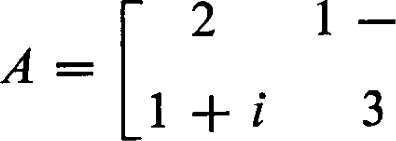 A = [ 2 1 −
1 + i 3